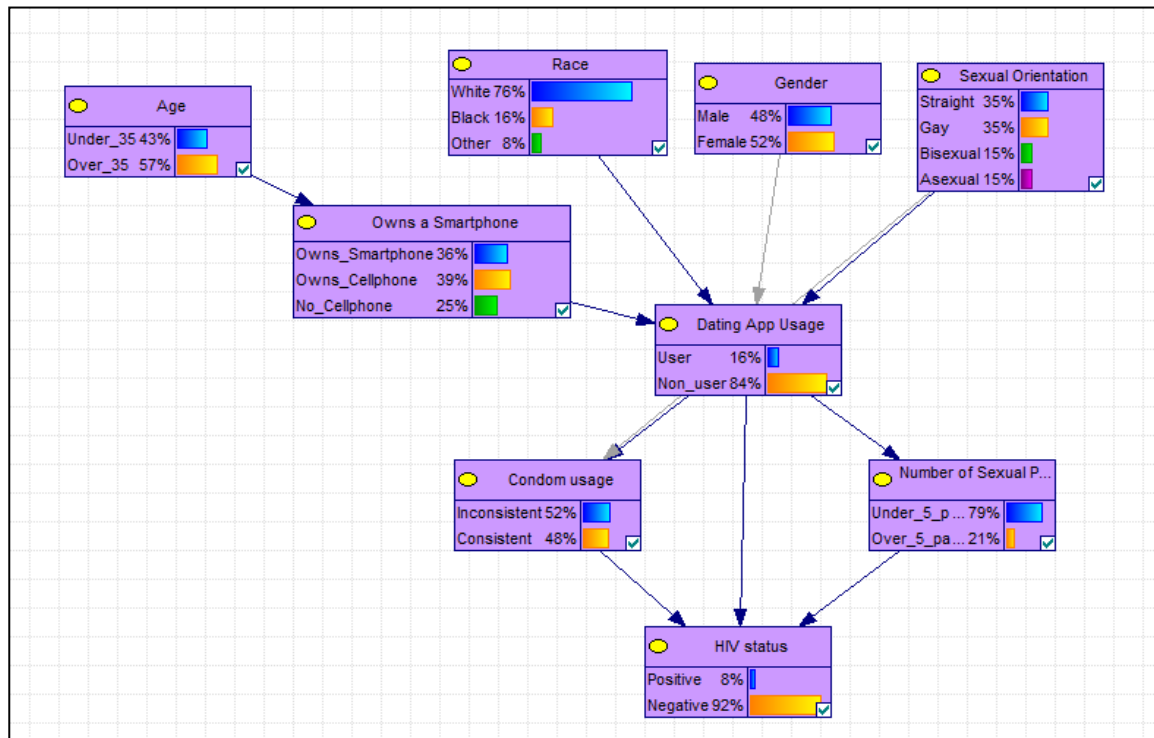 Age
Under_35 43%
Over_35 57%
Race
White 76%
Black 16%
Other 8%
Gender
Male 48%
Female 52%
Sexual Orientation
Straight 35%
Gay 35%
Bisexual 15%
Asexual 15%
Owns a Smartphone
Owns_Smartphone 36%
Owns_Cellphone 39%
No_Cellphone 25%
Dating App Usage
User 16%
Non_user 84%
Condom usage
Inconsistent 52%
Consistent 48%
Number of Sexual P...
Under_5_p ... 79%
Over_5_pa... 21%
HIV status
Positive 8%
Negative 92%